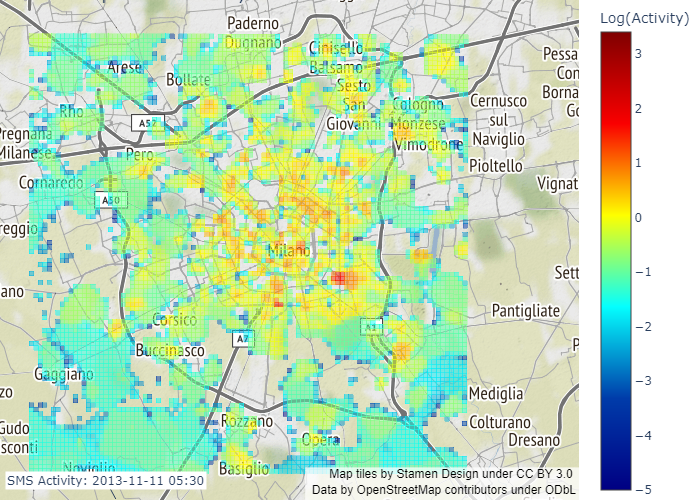 Log(Activity)
3
2
1
0
−1
−2
−3
−4
−5
Paderno
Dugnano
Cinisello
Balsamo
Arese
Bollate
Sesto
San
Giovanni
Rho
Cologno
Monzese
Vimodrone
Cernusco
sul
Naviglio
Pessa
Con
Borna
Go
A52
Pregnana
Milanese
Pero
Pioltello
Cornaredo
Vignat
A50
reggio
Milano
Sett
ano
Pantigliate
Corsico
A1
A7
Buccinasco
P
Gaggiano
zo
Mediglia
Rozzano
Colturano
Gudo
sconti
Opera
Dresano
Noviglio
Basiglio
SMS Activity: 2013-11-11 05:30
Map tiles by Stamen Design under CC BY 3.0
Data by OpenStreetMap contributors under ODbL